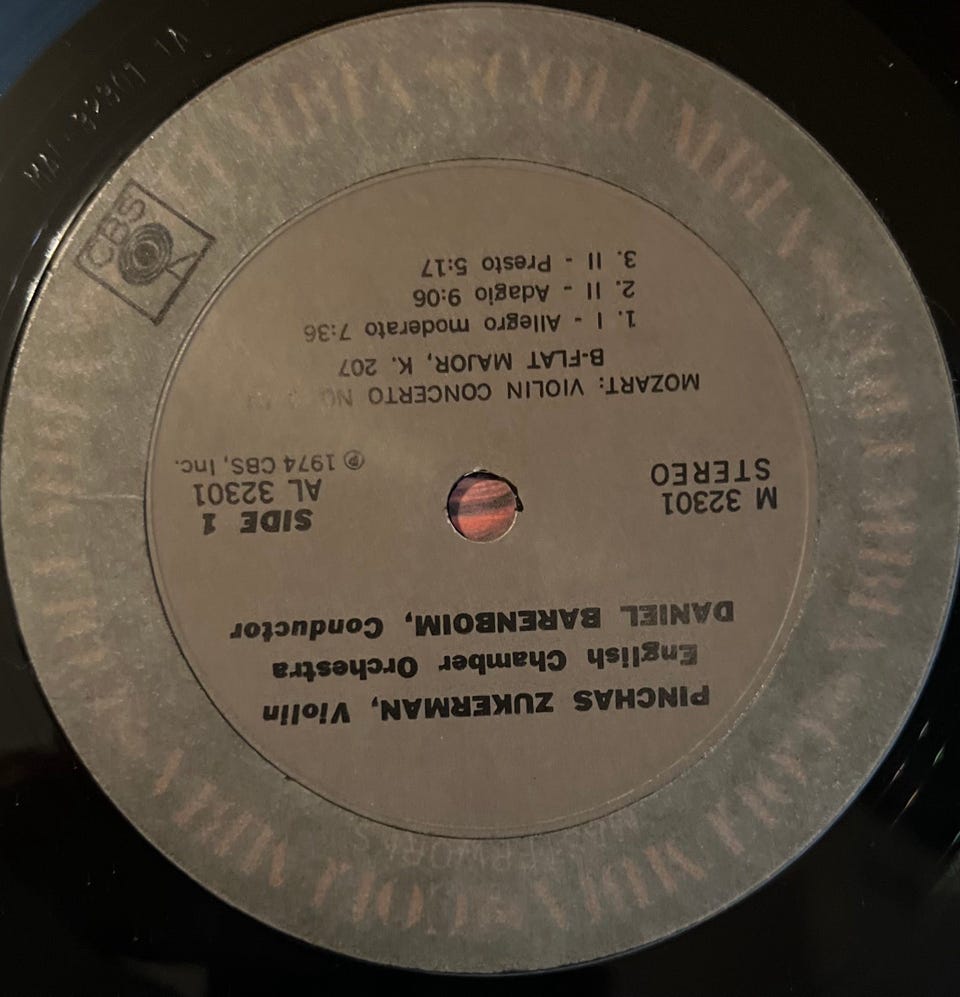 COLUMBIA
MASTERWORKS
PINCHAS ZUKERMAN, Violin
English Chamber Orchestra
DANIEL BARENBOIM, Conductor
M 32301
STEREO
SIDE 1
AL 32301
℗ 1974 CBS, Inc.
MOZART: VIOLIN CONCERTO NO
B-FLAT MAJOR, K. 207
1. I - Allegro moderato 7:36
2. II - Adagio 9:06
3. II - Presto 5:17
CBS